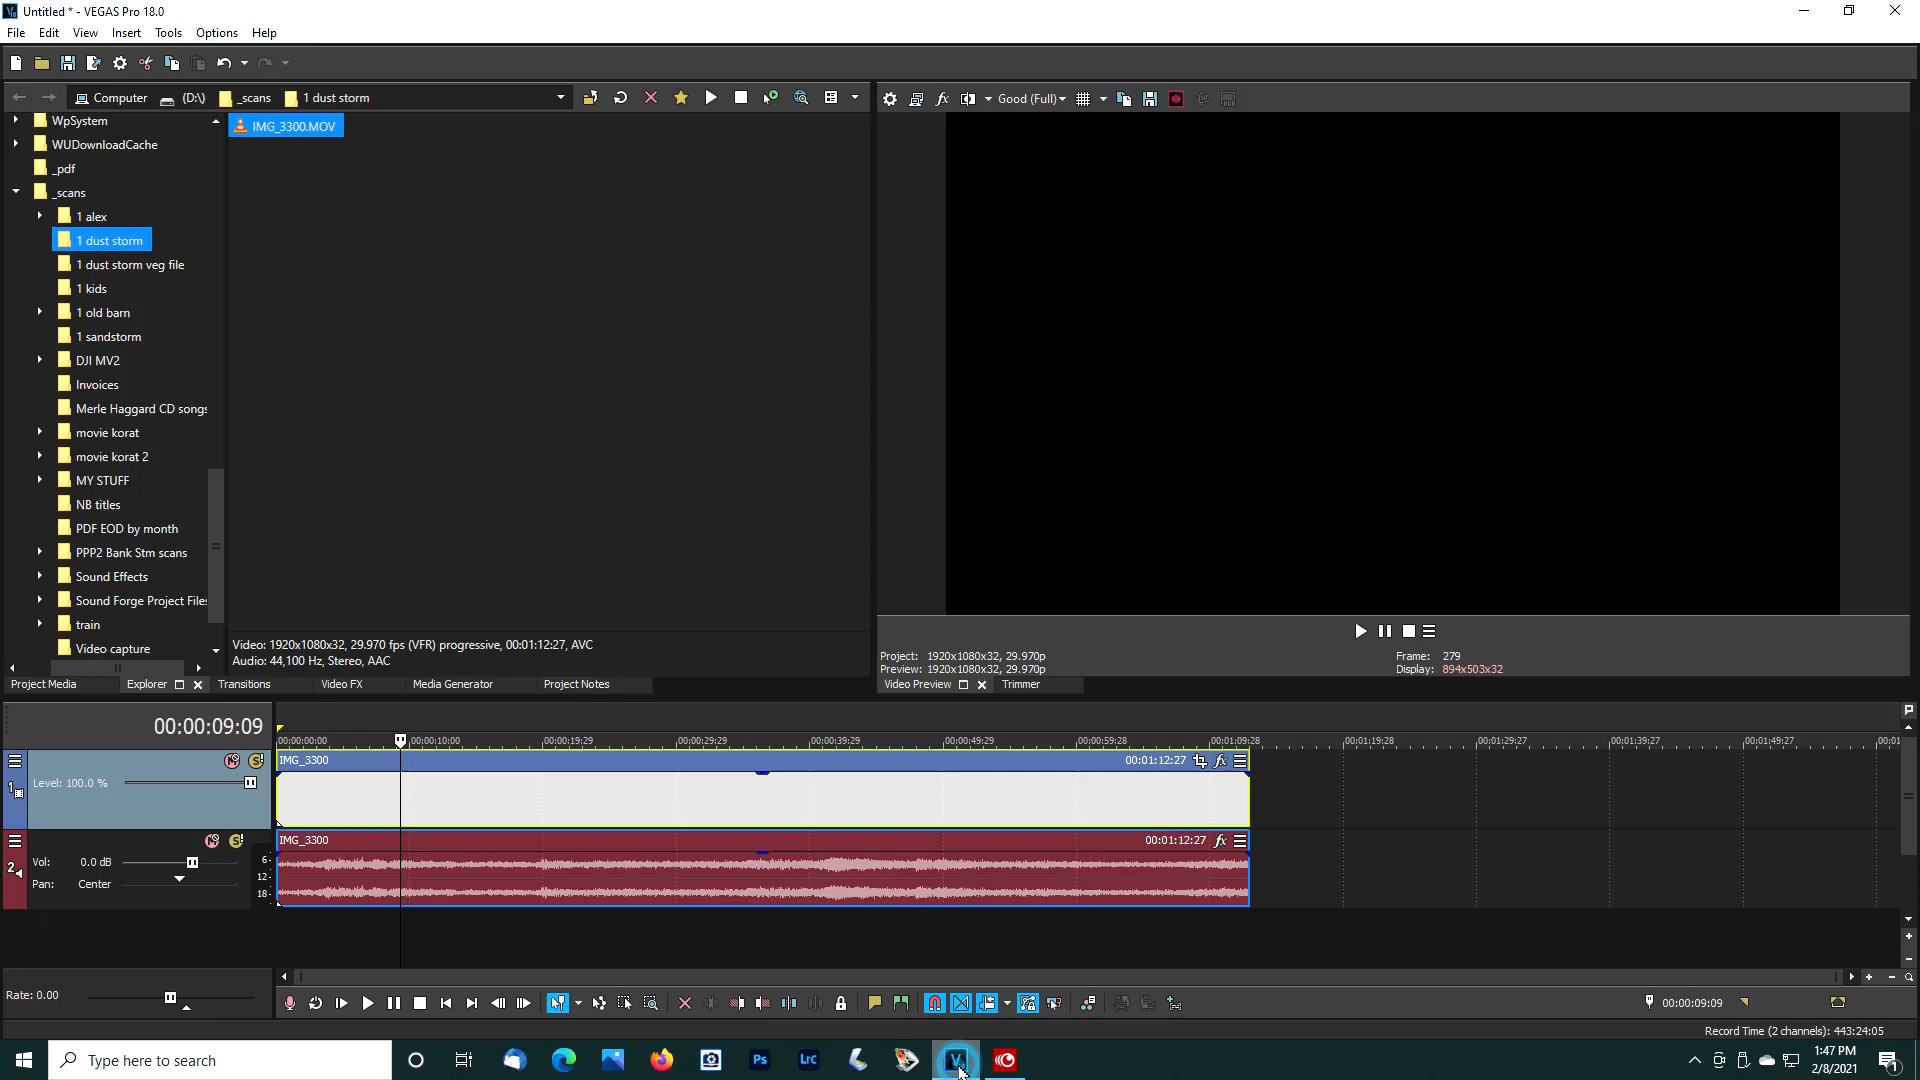 Untitled * - VEGAS Pro 18.0
File Edit View Insert Tools Options Help
Computer (D:\) _scans 1 dust storm
Good (Full)
WpSystem
WUDownloadCache
_pdf
_scans
1 alex
1 dust storm
1 dust storm veg file
1 kids
1 old barn
1 sandstorm
DJI MV2
Invoices
Merle Haggard CD songs
movie korat
movie korat 2
MY STUFF
NB titles
PDF EOD by month
PPP2 Bank Stm scans
Sound Effects
Sound Forge Project Files
train
Video capture
IMG_3300.MOV
Video: 1920x1080x32, 29.970 fps (VFR) progressive, 00:01:12:27, AVC
Audio: 44,100 Hz, Stereo, AAC
Project Media Explorer Transitions Video FX Media Generator Project Notes
Project: 1920x1080x32, 29.970p
Preview: 1920x1080x32, 29.970p
Frame: 279
Display: 894x503x32
Video Preview Trimmer
00:00:09:09
00:00:00:00 00:00:10:00 00:00:19:29 00:00:29:29 00:00:39:29 00:00:49:29 00:00:59:28 00:01:09:28 00:01:19:28 00:01:29:27 00:01:39:27 00:01:49:27 00:01
1
Level: 100.0 %
IMG_3300 00:01:12:27
2
Vol: 0.0 dB
Pan: Center
6-
12-
18-
IMG_3300 00:01:12:27
Rate: 0.00
00:00:09:09
Record Time (2 channels): 443:24:05
Type here to search
Ps
Lrc
V
1:47 PM
2/8/2021
1